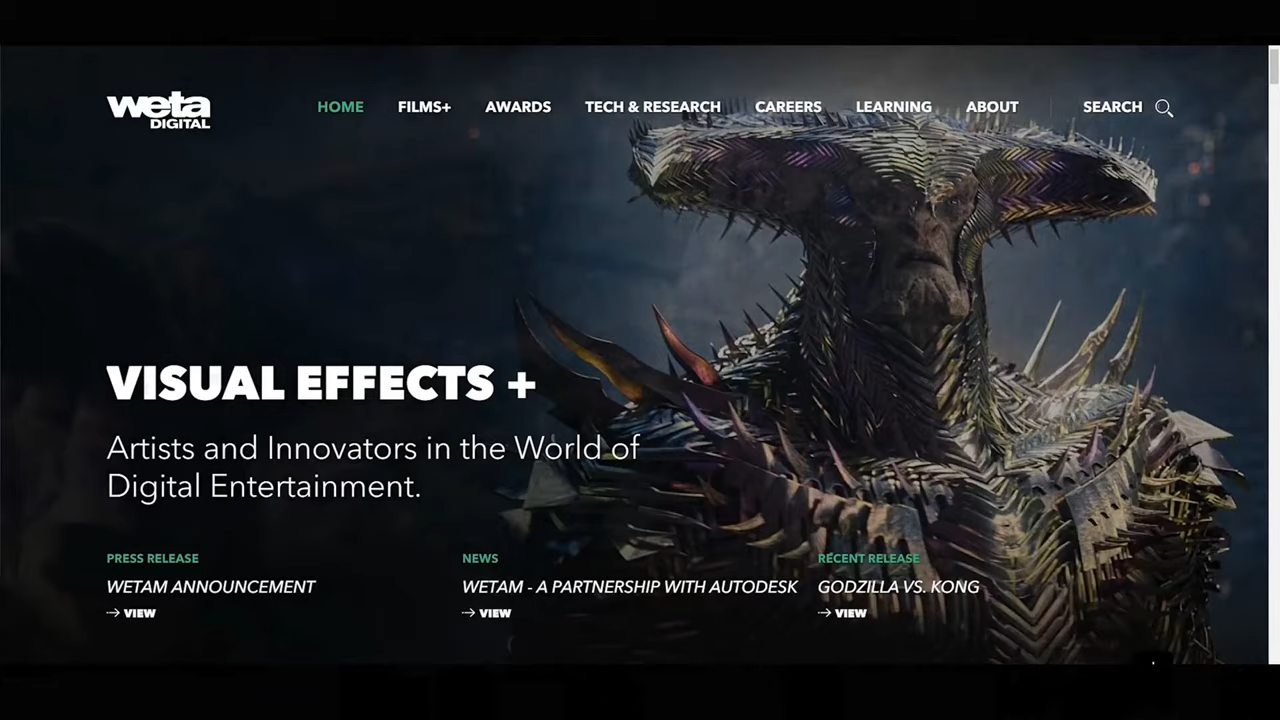 weta
DIGITAL
HOME FILMS+ AWARDS TECH & RESEARCH CAREERS LEARNING ABOUT SEARCH
VISUAL EFFECTS +
Artists and Innovators in the World of
Digital Entertainment.
PRESS RELEASE
WETAM ANNOUNCEMENT
VIEW
NEWS
WETAM - A PARTNERSHIP WITH AUTODESK
VIEW
RECENT RELEASE
GODZILLA VS. KONG
VIEW